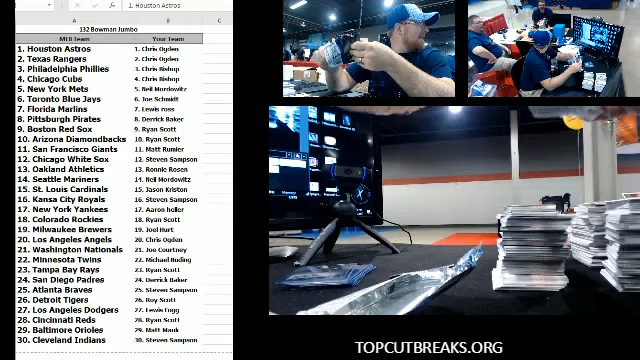 1. Houston Astros
132 Bowman Jumbo
MLB Team Your Team
1. Houston Astros 1. Chris Ogden
2. Texas Rangers 2. Chris Ogden
3. Philadelphia Phillies 3. Chris Bishop
4. Chicago Cubs 4. Chris Bishop
5. New York Mets 5. Neil Mordowitz
6. Toronto Blue Jays 6. Joe Schmidt
7. Florida Marlins 7. Lewis ross
8. Pittsburgh Pirates 8. Derrick Baker
9. Boston Red Sox 9. Ryan Scott
10. Arizona Diamondbacks 10. Ryan Scott
11. San Francisco Giants 11. Matt Rumler
12. Chicago White Sox 12. Steven Sampson
13. Oakland Athletics 13. Ronnie Rosen
14. Seattle Mariners 14. Neil Mordowitz
15. St. Louis Cardinals 15. Jason Kriston
16. Kansa City Royals 16. Steven Sampson
17. New York Yankees 17. Aaron heller
18. Colorado Rockies 18. Ryan Scott
19. Milwaukee Brewers 19. Joel Hurt
20. Los Angeles Angels 20. Chris Ogden
21. Washington Nationals 21. Joe Courtney
22. Minnesota Twins 22. Michael Ruding
23. Tampa Bay Rays 23. Ryan Scott
24. San Diego Padres 24. Derrick Baker
25. Atlanta Braves 25. Steven Sampson
26. Detroit Tigers 26. Roy Scott
27. Los Angeles Dodgers 27. Lewis Fogg
28. Cincinnati Reds 28. Ryan Scott
29. Baltimore Orioles 29. Matt Mauk
30. Cleveland Indians 30. Steven Sampson
TOPCUTBREAKS.ORG